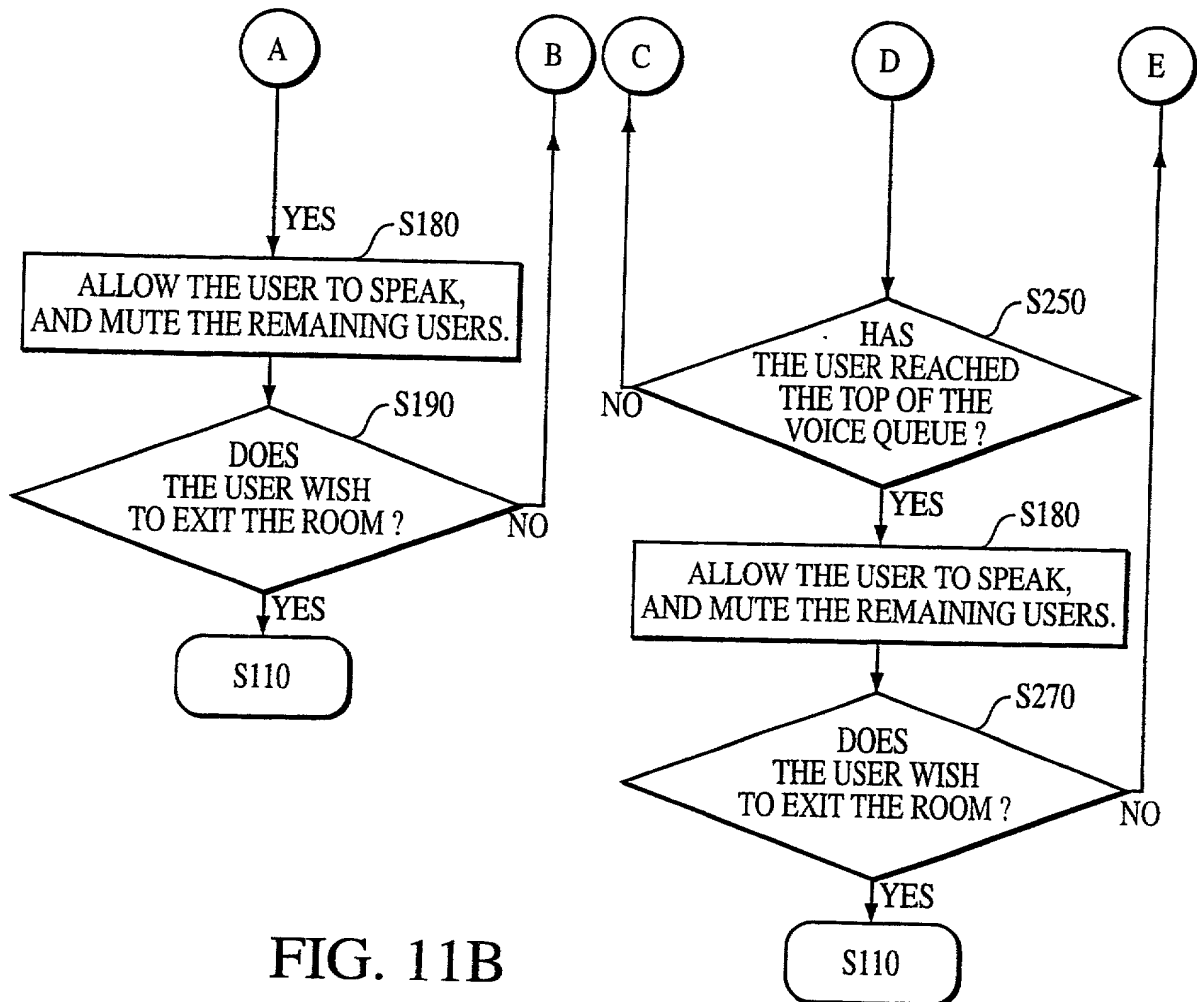 A
B
C
D
E
YES
S180
ALLOW THE USER TO SPEAK,
AND MUTE THE REMAINING USERS.
S190
DOES
THE USER WISH
TO EXIT THE ROOM ?
NO
YES
S110
S250
HAS
THE USER REACHED
THE TOP OF THE
VOICE QUEUE ?
NO
YES
S180
ALLOW THE USER TO SPEAK,
AND MUTE THE REMAINING USERS.
S270
DOES
THE USER WISH
TO EXIT THE ROOM ?
NO
YES
S110
FIG. 11B